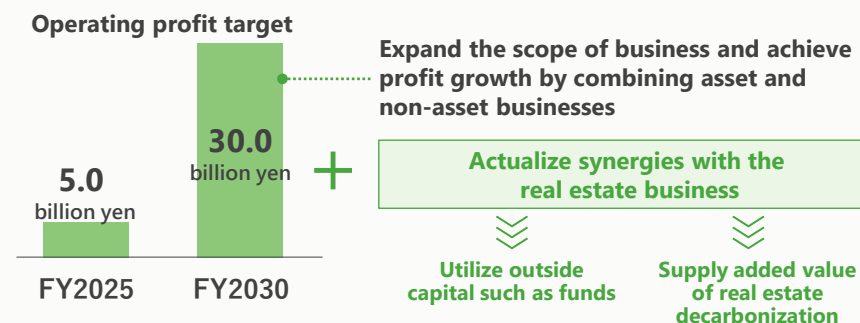 Operating profit target
Expand the scope of business and achieve
profit growth by combining asset and
non-asset businesses
30.0
billion yen
5.0
billion yen
+
Actualize synergies with the
real estate business
Utilize outside
capital such as funds
Supply added value
of real estate
decarbonization
FY2025
FY2030